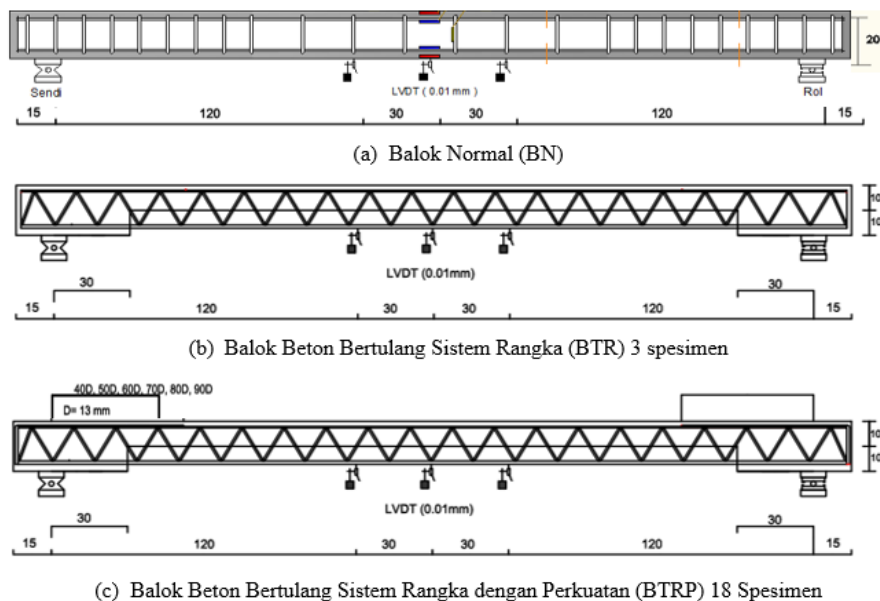 20
Sendi LVDT ( 0.01 mm ) Rol
15 120 30 30 120 15
(a) Balok Normal (BN)
10
10
LVDT (0.01mm)
30 30
15 120 30 30 120 15
(b) Balok Beton Bertulang Sistem Rangka (BTR) 3 spesimen
40D, 50D, 60D, 70D, 80D, 90D
D= 13 mm
10
10
LVDT (0.01mm)
30 30
15 120 30 30 120 15
(c) Balok Beton Bertulang Sistem Rangka dengan Perkuatan (BTRP) 18 Spesimen